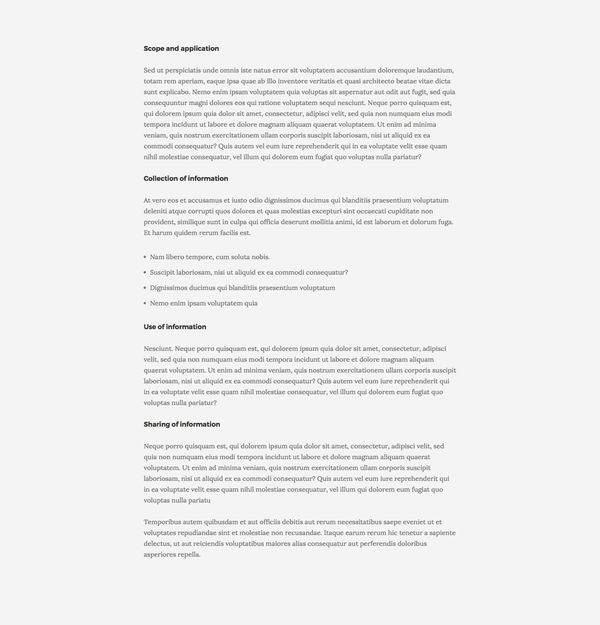 Scope and application
Sed ut perspiciatis unde omnis iste natus error sit voluptatem accusantium doloremque laudantium,
totam rem aperiam, eaque ipsa quae ab illo inventore veritatis et quasi architecto beatae vitae dicta
sunt explicabo. Nemo enim ipsam voluptatem quia voluptas sit aspernatur aut odit aut fugit, sed quia
consequuntur magni dolores eos qui ratione voluptatem sequi nesciunt. Neque porro quisquam est,
qui dolorem ipsum quia dolor sit amet, consectetur, adipisci velit, sed quia non numquam eius modi
tempora incidunt ut labore et dolore magnam aliquam quaerat voluptatem. Ut enim ad minima
veniam, quis nostrum exercitationem ullam corporis suscipit laboriosam, nisi ut aliquid ex ea
commodi consequatur? Quis autem vel eum iure reprehenderit qui in ea voluptate velit esse quam
nihil molestiae consequatur, vel illum qui dolorem eum fugiat quo voluptas nulla pariatur?
Collection of information
At vero eos et accusamus et iusto odio dignissimos ducimus qui blanditiis praesentium voluptatum
deleniti atque corrupti quos dolores et quas molestias excepturi sint occaecati cupiditate non
provident, similique sunt in culpa qui officia deserunt mollitia animi, id est laborum et dolorum fuga.
Et harum quidem rerum facilis est.
• Nam libero tempore, cum soluta nobis.
• Suscipit laboriosam, nisi ut aliquid ex ea commodi consequatur?
• Dignissimos ducimus qui blanditiis praesentium voluptatum
• Nemo enim ipsam voluptatem quia
Use of information
Nesciunt. Neque porro quisquam est, qui dolorem ipsum quia dolor sit amet, consectetur, adipisci
velit, sed quia non numquam eius modi tempora incidunt ut labore et dolore magnam aliquam
quaerat voluptatem. Ut enim ad minima veniam, quis nostrum exercitationem ullam corporis suscipit
laboriosam, nisi ut aliquid ex ea commodi consequatur? Quis autem vel eum iure reprehenderit qui
in ea voluptate velit esse quam nihil molestiae consequatur, vel illum qui dolorem eum fugiat quo
voluptas nulla pariatur?
Sharing of information
Neque porro quisquam est, qui dolorem ipsum quia dolor sit amet, consectetur, adipisci velit, sed
quia non numquam eius modi tempora incidunt ut labore et dolore magnam aliquam quaerat
voluptatem. Ut enim ad minima veniam, quis nostrum exercitationem ullam corporis suscipit
laboriosam, nisi ut aliquid ex ea commodi consequatur? Quis autem vel eum iure reprehenderit qui
in ea voluptate velit esse quam nihil molestiae consequatur, vel illum qui dolorem eum fugiat quo
voluptas nulla pariatu
Temporibus autem quibusdam et aut officiis debitis aut rerum necessitatibus saepe eveniet ut et
voluptates repudiandae sint et molestiae non recusandae. Itaque earum rerum hic tenetur a sapiente
delectus, ut aut reiciendis voluptatibus maiores alias consequatur aut perferendis doloribus
asperiores repella.